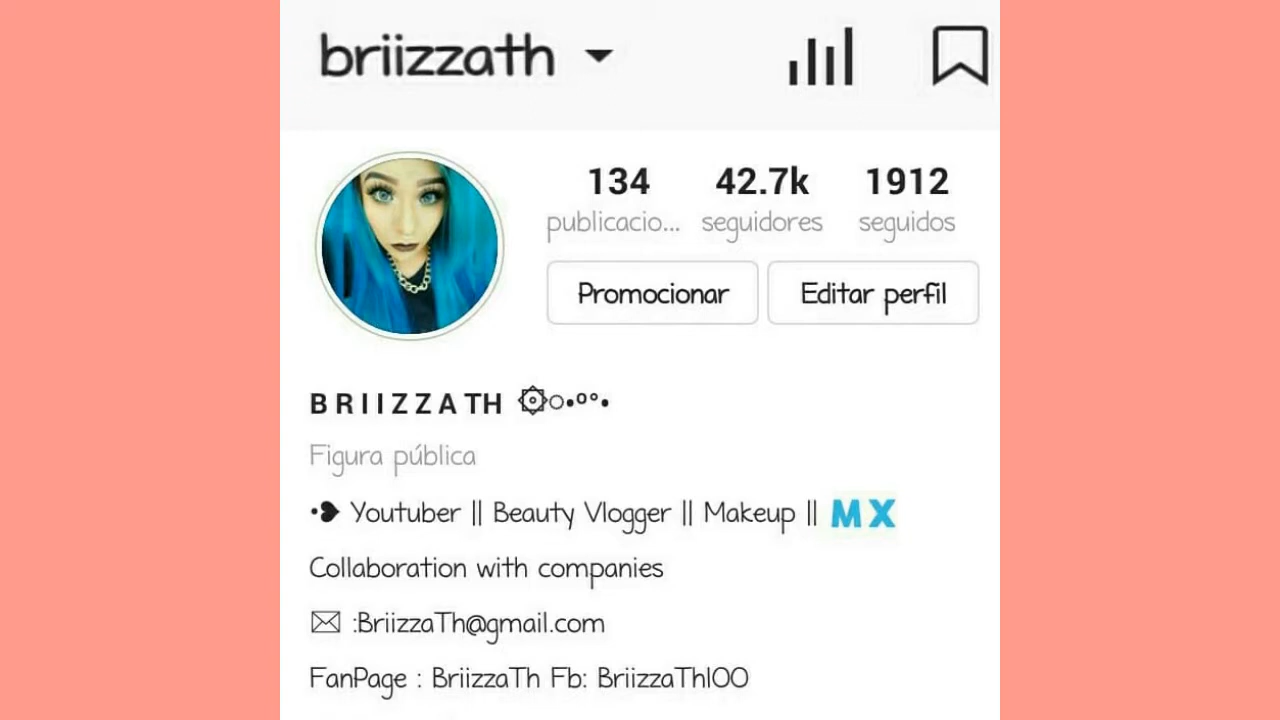 briizzath
134 42.7k 1912
publicacio... seguidores seguidos
Promocionar Editar perfil
BRIIZZATH ۞○•º°•
Figura pública
•❥ Youtuber || Beauty Vlogger || Makeup || MX
Collaboration with companies
✉ :BriizzaTh@gmail.com
FanPage : BriizzaTh Fb: BriizzaTh100